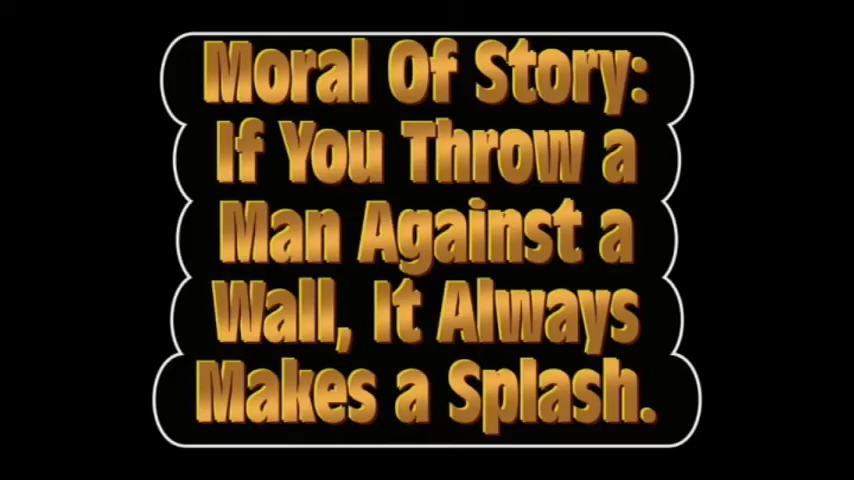 Moral Of Story:
If You Throw a
Man Against a
Wall, It Always
Makes a Splash.